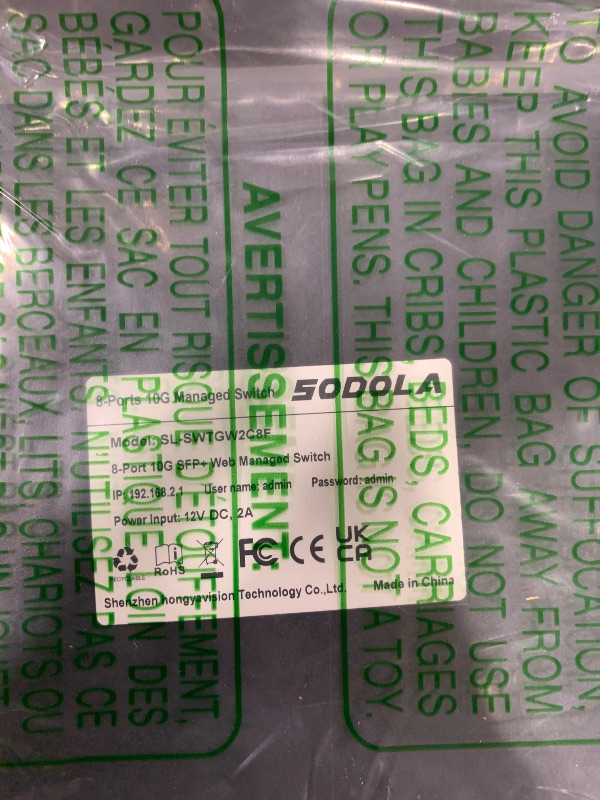 8-Ports 10G Managed Switch SODOLA
Model: SL-SWTGW2C8F
8-Port 10G SFP+ Web Managed Switch
IP: 192.168.2.1 User name: admin Password: admin
Power Input: 12V DC, 2A
RECYCLABLE RoHS FC CE UK CA
Shenzhen hongyavision Technology Co.,Ltd. Made in China
TO AVOID DANGER OF SUFFOCATION,
KEEP THIS PLASTIC BAG AWAY FROM
BABIES AND CHILDREN. DO NOT USE
THIS BAG IN CRIBS, BEDS, CARRIAGES
OR PLAY PENS. THIS BAG IS NOT A TOY.
AVERTISSEMENT
POUR ÉVITER TOUT RISQUE D'ÉTOUFFEMENT,
GARDEZ CE SAC EN PLASTIQUE LOIN DES
BÉBÉS ET LES ENFANTS. N'UTILISEZ PAS CE
SAC DANS LES BERCEAUX, LITS, CHARIOTS OU